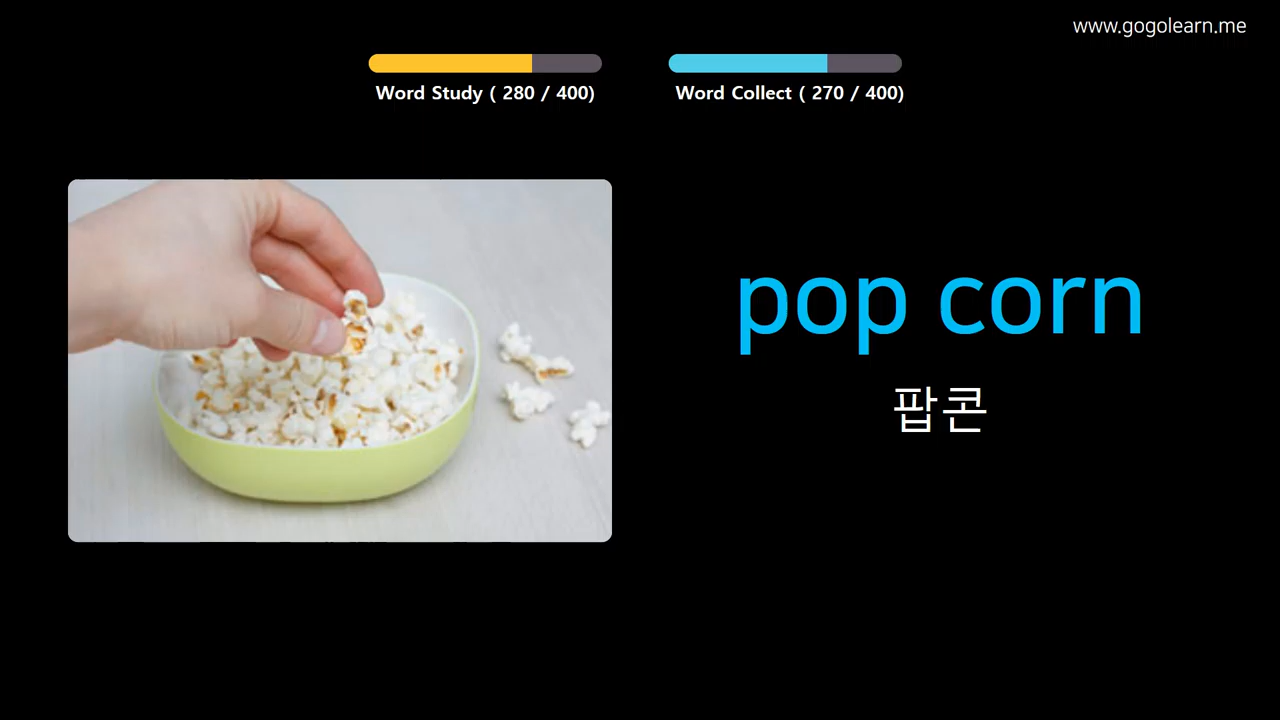 www.gogolearn.me
Word Study ( 280 / 400)
Word Collect ( 270 / 400)
pop corn
팝콘